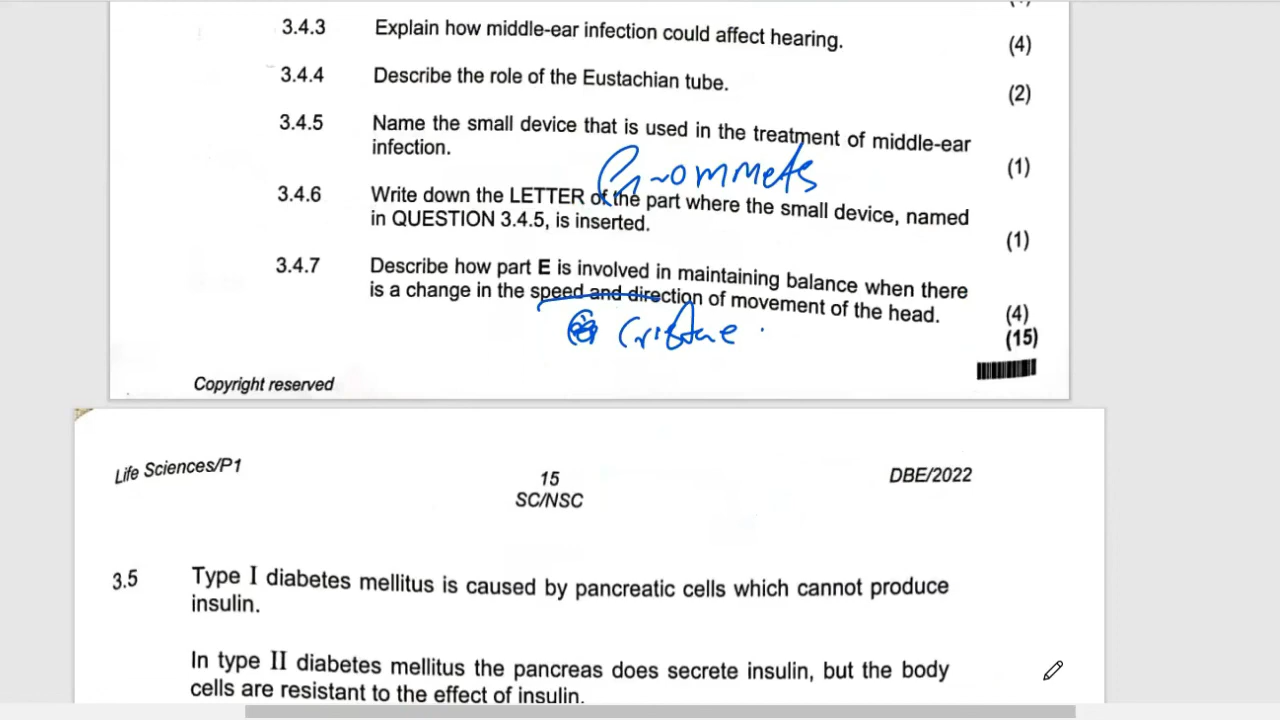 3.4.3 Explain how middle-ear infection could affect hearing. (4)
3.4.4 Describe the role of the Eustachian tube. (2)
3.4.5 Name the small device that is used in the treatment of middle-ear
infection. (1)
Grommets
3.4.6 Write down the LETTER of the part where the small device, named
in QUESTION 3.4.5, is inserted. (1)
3.4.7 Describe how part E is involved in maintaining balance when there
is a change in the speed and direction of movement of the head. (4)
(15)
Cristae
Copyright reserved
Life Sciences/P1 15 DBE/2022
SC/NSC
3.5 Type I diabetes mellitus is caused by pancreatic cells which cannot produce
insulin.
In type II diabetes mellitus the pancreas does secrete insulin, but the body
cells are resistant to the effect of insulin.